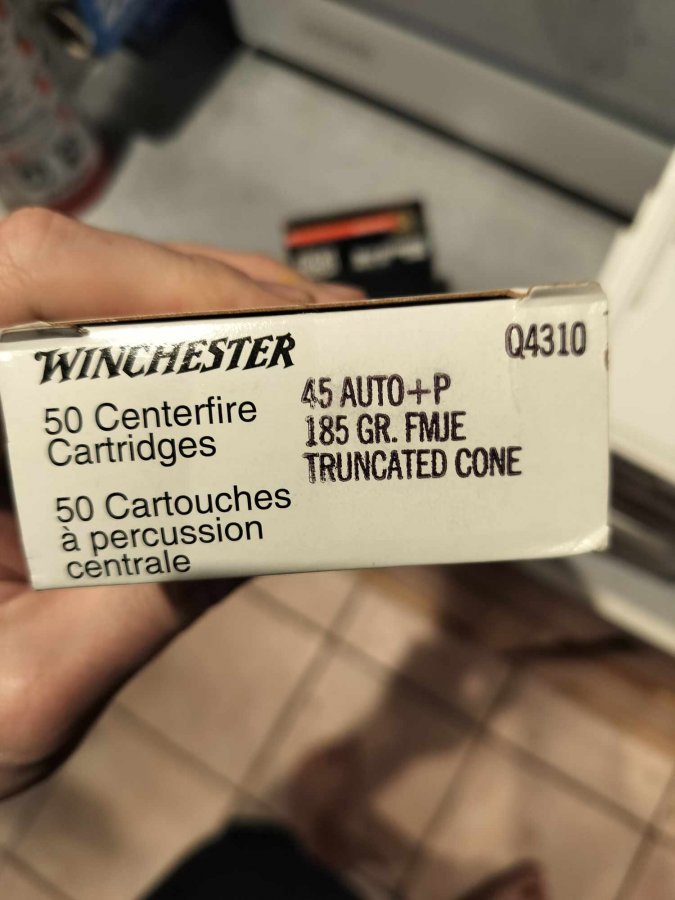 WINCHESTER
Q4310
50 Centerfire
Cartridges
50 Cartouches
à percussion
centrale
45 AUTO+P
185 GR. FMJE
TRUNCATED CONE